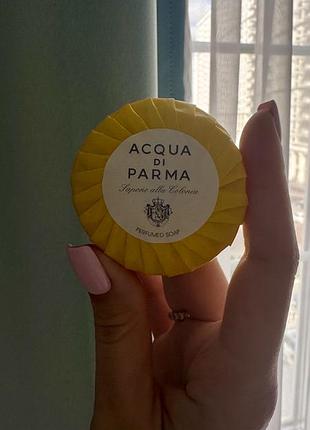 ACQUA
DI
PARMA
Sapone alla Colonia
PERFUMED SOAP